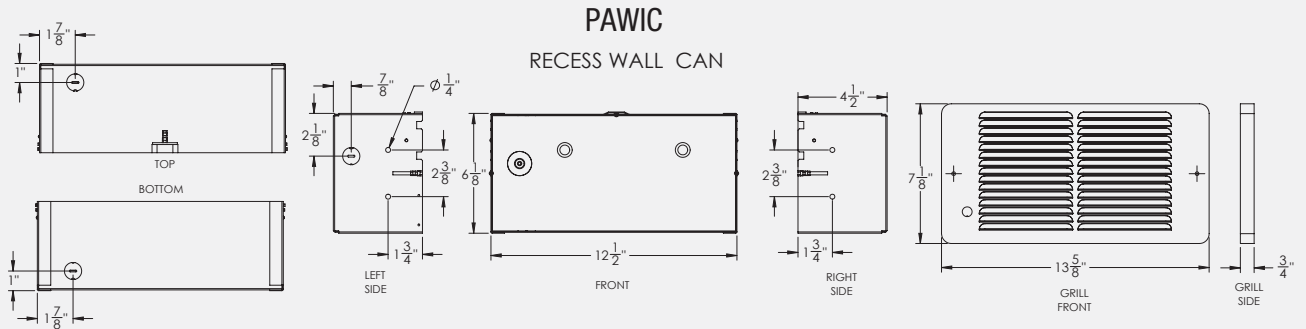 PAWIC
RECESS WALL CAN
1 7/8"
1"
TOP
BOTTOM
1"
1 7/8"
7/8"
Ø 1/4"
2 1/8"
2 3/8"
1 3/4"
LEFT
SIDE
6 1/8"
12 1/2"
FRONT
4 1/2"
2 3/8"
1 3/4"
RIGHT
SIDE
7 1/8"
13 5/8"
GRILL
FRONT
3/4"
GRILL
SIDE